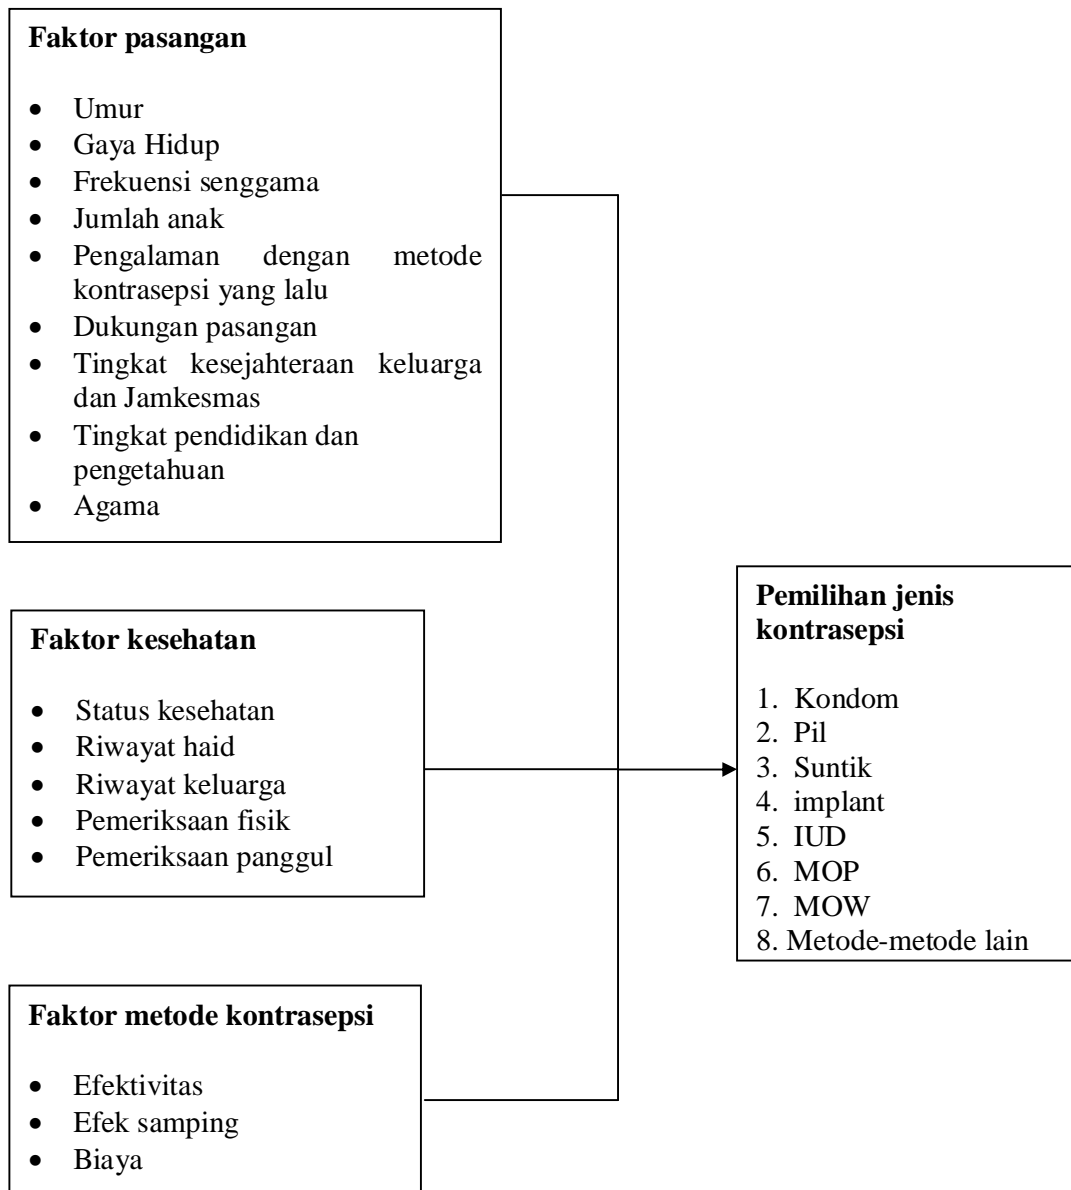 Faktor pasangan
• Umur
• Gaya Hidup
• Frekuensi senggama
• Jumlah anak
• Pengalaman dengan metode
kontrasepsi yang lalu
• Dukungan pasangan
• Tingkat kesejahteraan keluarga
dan Jamkesmas
• Tingkat pendidikan dan
pengetahuan
• Agama
Faktor kesehatan
• Status kesehatan
• Riwayat haid
• Riwayat keluarga
• Pemeriksaan fisik
• Pemeriksaan panggul
Faktor metode kontrasepsi
• Efektivitas
• Efek samping
• Biaya
Pemilihan jenis
kontrasepsi
1. Kondom
2. Pil
3. Suntik
4. implant
5. IUD
6. MOP
7. MOW
8. Metode-metode lain